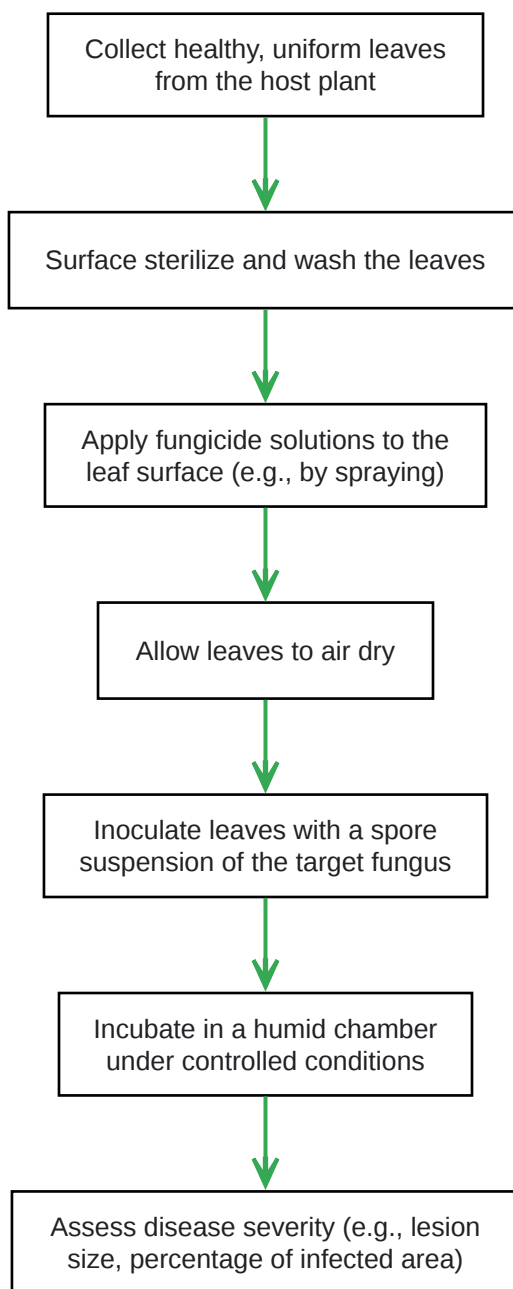 Collect healthy, uniform leaves
from the host plant
Surface sterilize and wash the leaves
Apply fungicide solutions to the
leaf surface (e.g., by spraying)
Allow leaves to air dry
Inoculate leaves with a spore
suspension of the target fungus
Incubate in a humid chamber
under controlled conditions
Assess disease severity (e.g., lesion
size, percentage of infected area)